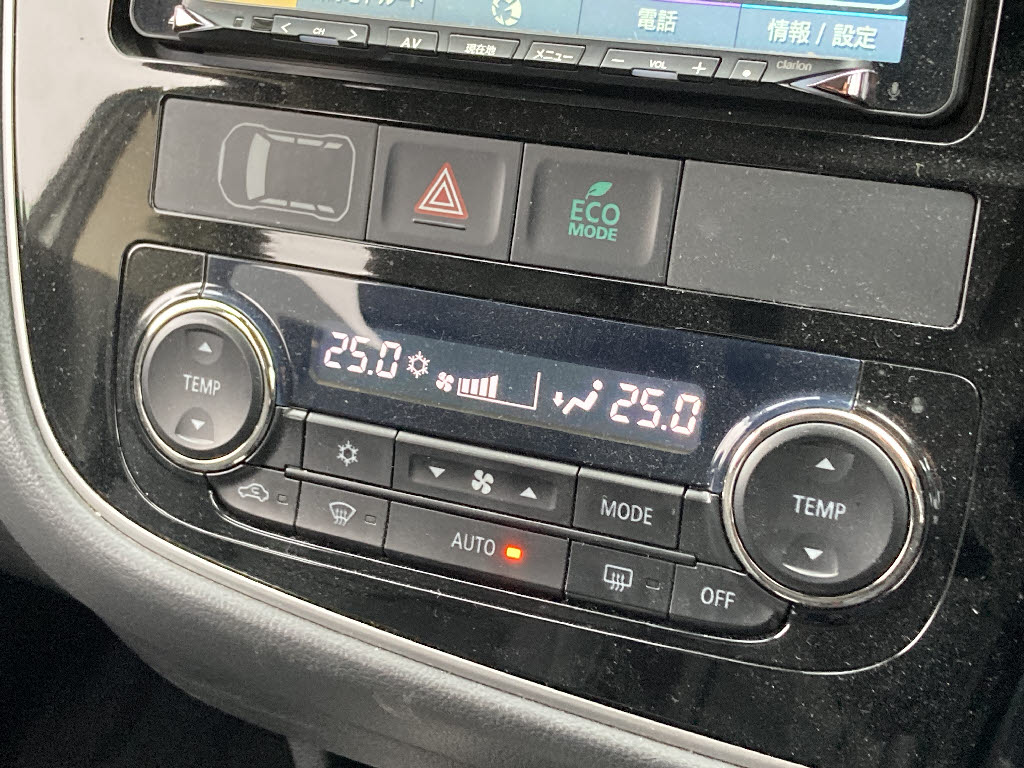 電話
情報 / 設定
CH
AV
現在地
メニュー
VOL
clarion
ECO
MODE
25.0
25.0
TEMP
MODE
TEMP
AUTO
OFF